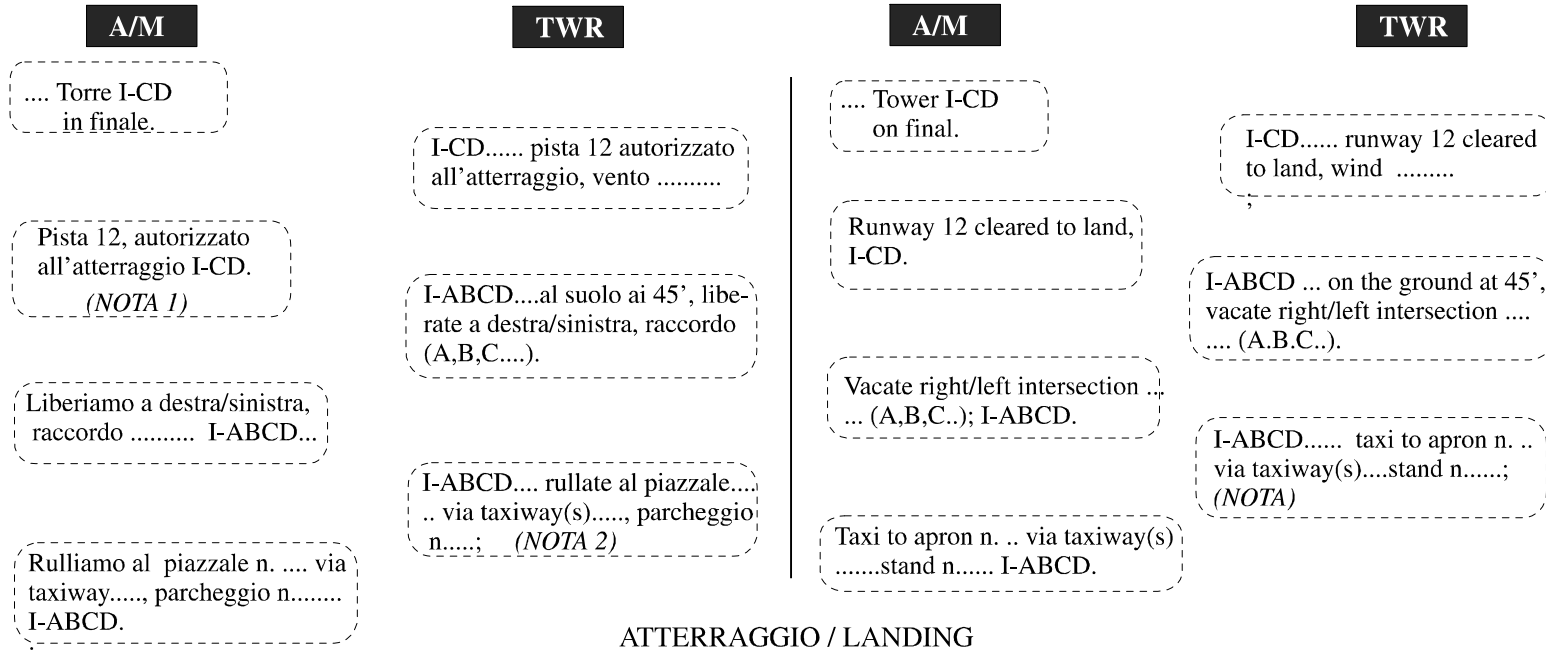 A/M
TWR
.... Torre I-CD
in finale.
I-CD...... pista 12 autorizzato
all'atterraggio, vento ..........
Pista 12, autorizzato
all'atterraggio I-CD.
(NOTA 1)
I-ABCD....al suolo ai 45', libe-
rate a destra/sinistra, raccordo
(A,B,C....).
Liberiamo a destra/sinistra,
raccordo .......... I-ABCD...
I-ABCD.... rullate al piazzale....
.. via taxiway(s)....., parcheggio
n.....; (NOTA 2)
Rulliamo al piazzale n. .... via
taxiway....., parcheggio n........
I-ABCD.
.
A/M
TWR
.... Tower I-CD
on final.
I-CD...... runway 12 cleared
to land, wind .........
;
Runway 12 cleared to land,
I-CD.
I-ABCD ... on the ground at 45',
vacate right/left intersection ....
.... (A.B.C..).
Vacate right/left intersection ...
... (A,B,C..); I-ABCD.
I-ABCD...... taxi to apron n. ..
via taxiway(s)....stand n......;
(NOTA)
Taxi to apron n. .. via taxiway(s)
.......stand n...... I-ABCD.
ATTERRAGGIO / LANDING